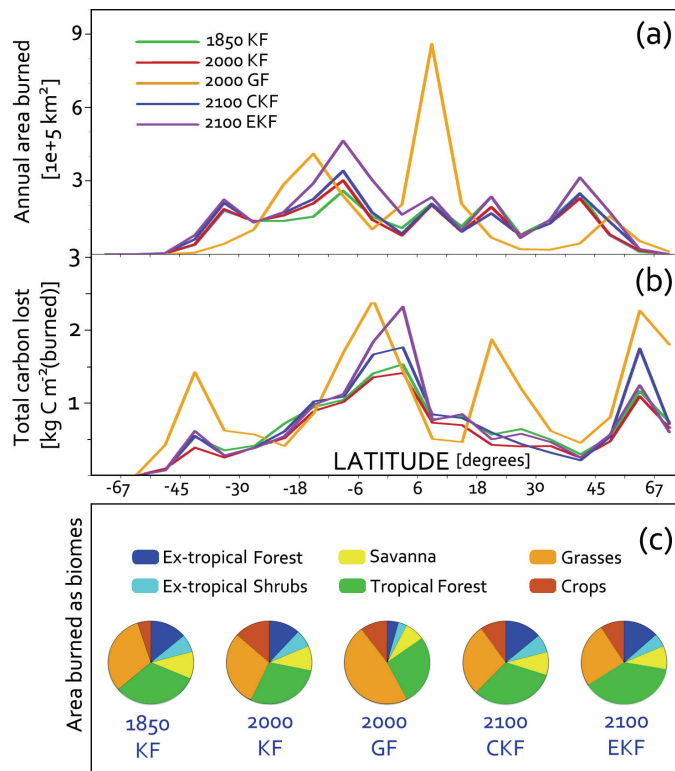 (a)
9
6
3
3
Annual area burned
[1e+5 km²]
1850 KF
2000 KF
2000 GF
2100 CKF
2100 EKF
(b)
2
1
Total carbon lost
[kg C m⁻²(burned)]
LATITUDE [degrees]
-67 -45 -30 -18 -6 6 18 22 42 48 67
(c)
Area burned as biomes
Ex-tropical Forest Savanna Grasses
Ex-tropical Shrubs Tropical Forest Crops
1850 2000 2000 2100 2100
KF KF GF CKF EKF